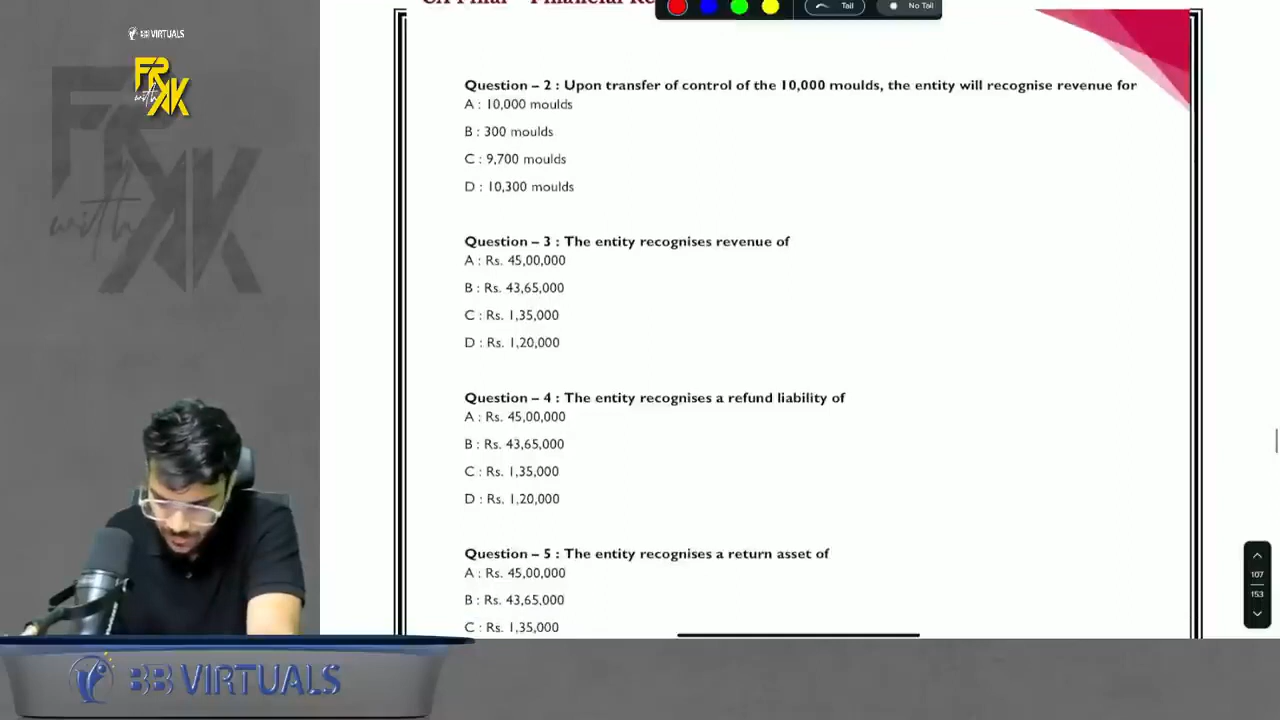 BB VIRTUALS
FR
with
AK
Tail
No Tail
Question – 2 : Upon transfer of control of the 10,000 moulds, the entity will recognise revenue for
A : 10,000 moulds
B : 300 moulds
C : 9,700 moulds
D : 10,300 moulds
Question – 3 : The entity recognises revenue of
A : Rs. 45,00,000
B : Rs. 43,65,000
C : Rs. 1,35,000
D : Rs. 1,20,000
Question – 4 : The entity recognises a refund liability of
A : Rs. 45,00,000
B : Rs. 43,65,000
C : Rs. 1,35,000
D : Rs. 1,20,000
Question – 5 : The entity recognises a return asset of
A : Rs. 45,00,000
B : Rs. 43,65,000
C : Rs. 1,35,000
107
153
BB VIRTUALS